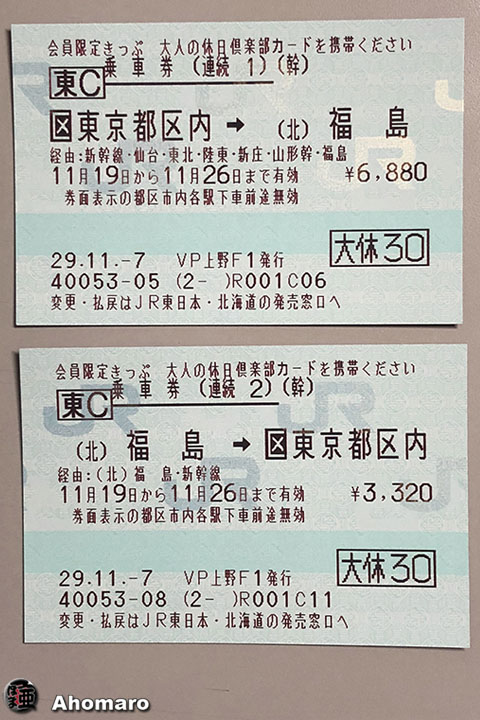 会員限定きっぷ 大人の休日倶楽部カードを携帯ください
東C 乗車券 (連続 1) (幹)
区東京都区内 → (北) 福島
経由:新幹線・仙台・東北・陸東・新庄・山形幹・福島
11月19日から11月26日まで有効 ¥6,880
券面表示の都区市内各駅下車前途無効
大休30
29.11.-7 VP上野F1発行
40053-05 (2- )R001C06
変更・払戻はJR東日本・北海道の発売窓口へ
会員限定きっぷ 大人の休日倶楽部カードを携帯ください
東C 乗車券 (連続 2) (幹)
(北) 福島 → 区東京都区内
経由:(北)福 島・新幹線
11月19日から11月26日まで有効 ¥3,320
券面表示の都区市内各駅下車前途無効
大休30
29.11.-7 VP上野F1発行
40053-08 (2- )R001C11
変更・払戻はJR東日本・北海道の発売窓口へ
Ahomaro